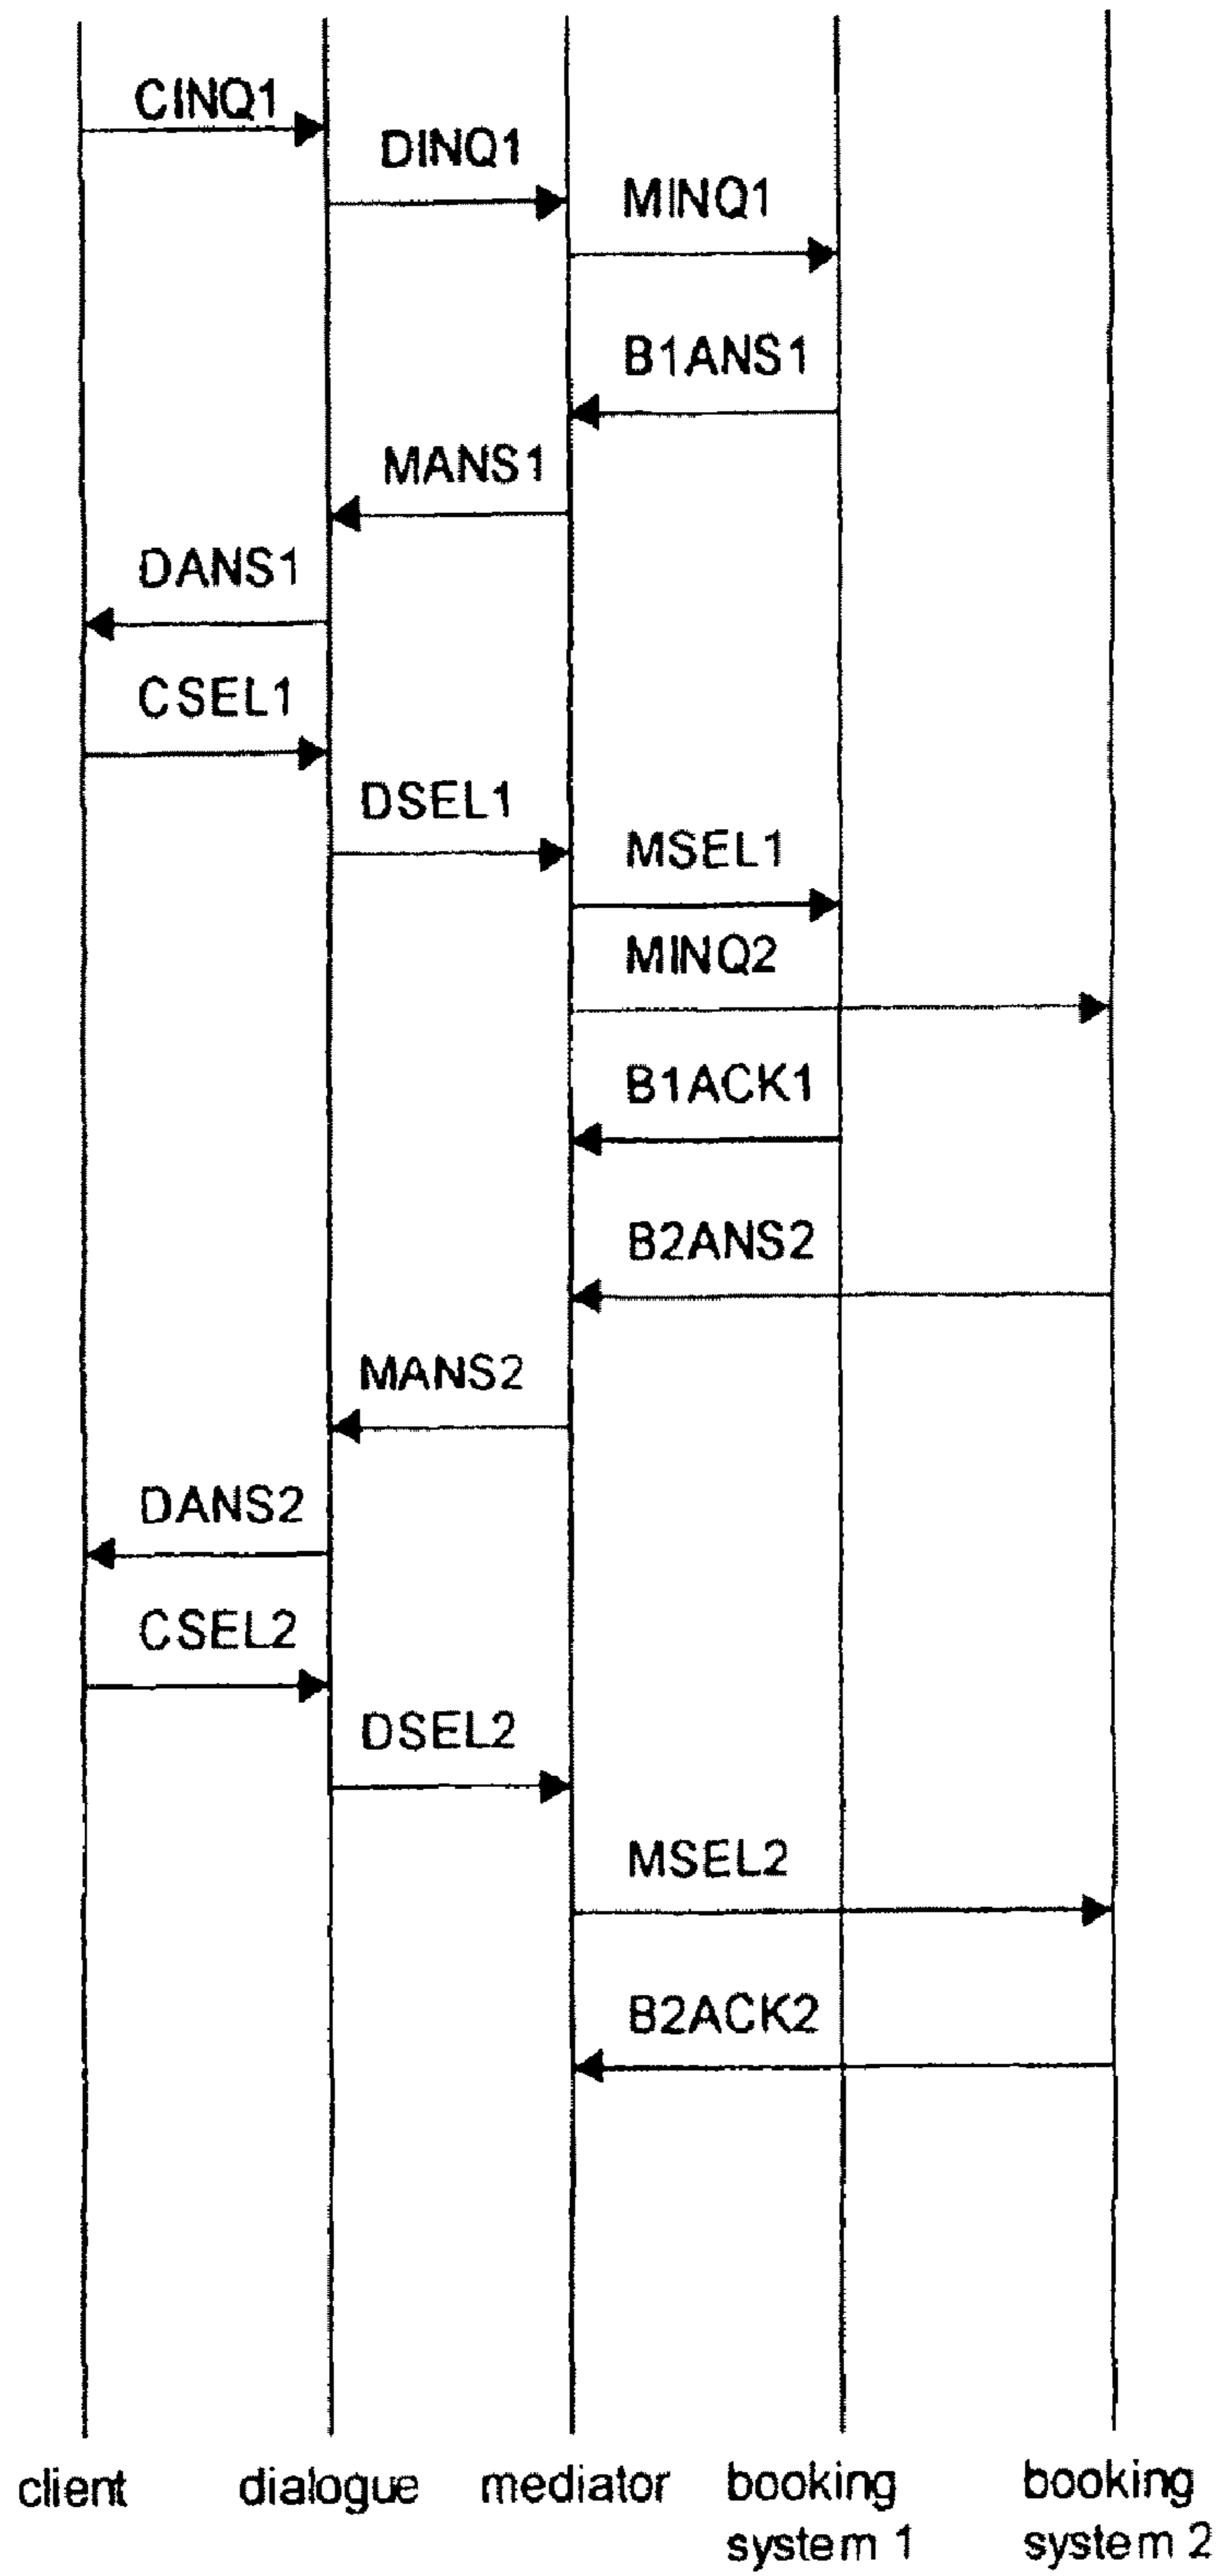 CINQ1
DINQ1
MINQ1
B1ANS1
MANS1
DANS1
CSEL1
DSEL1
MSEL1
MINQ2
B1ACK1
B2ANS2
MANS2
DANS2
CSEL2
DSEL2
MSEL2
B2ACK2
client dialogue mediator booking booking
system 1 system 2